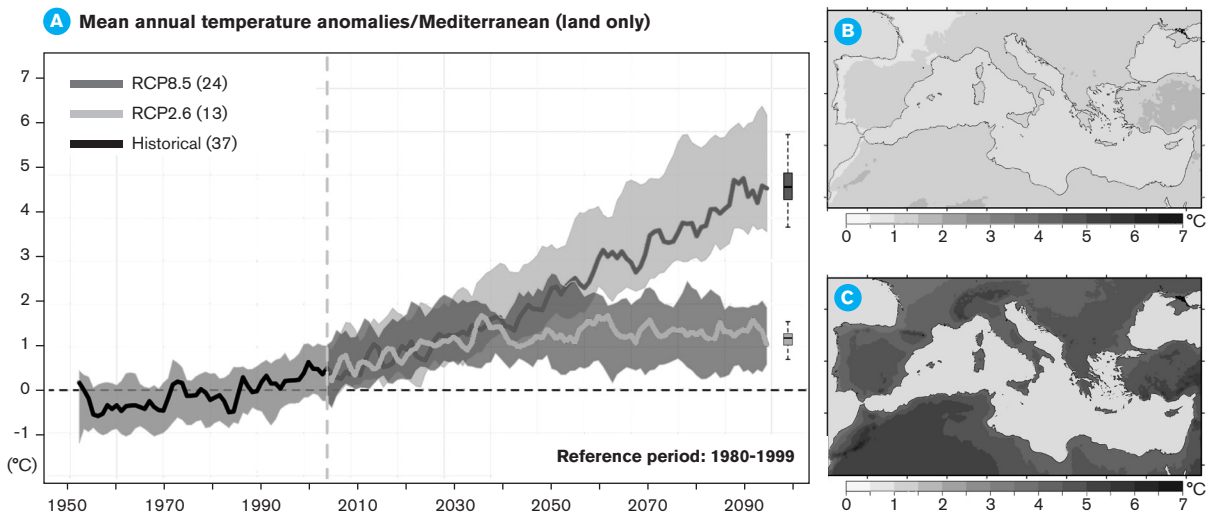 A Mean annual temperature anomalies/Mediterranean (land only)
7
6
5
4
3
2
1
0
-1
(°C)
RCP8.5 (24)
RCP2.6 (13)
Historical (37)
Reference period: 1980-1999
1950 1970 1990 2010 2030 2050 2070 2090
B
0 1 2 3 4 5 6 7 °C
C
0 1 2 3 4 5 6 7 °C